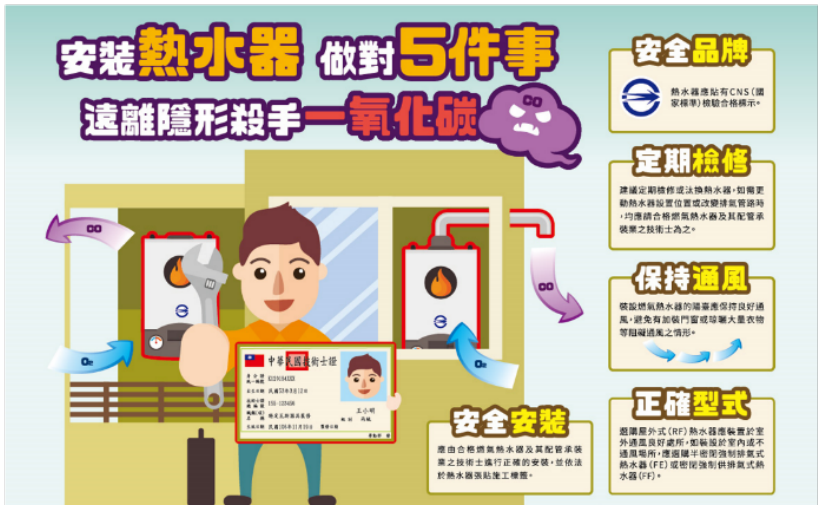 安裝熱水器 做對5件事
遠離隱形殺手一氧化碳
CO
安全品牌
熱水器應貼有CNS(國
家標準)檢驗合格標示。
定期檢修
建議定期檢修或汰換熱水器,如需更
動熱水器設置位置或改變排氣管路時
,均應請合格燃氣熱水器及其配管承
裝業之技術士為之。
保持通風
裝設燃氣熱水器的陽臺應保持良好通
風,避免有加裝門窗或晾曬大量衣物
等阻礙通風之情形。
正確型式
選購屋外式(RF)熱水器應裝置於室
外通風良好處所,如裝設於室內或不
通風場所,應選購半密閉強制排氣式
熱水器(FE)或密閉強制供排氣式熱
水器(FF)。
安全安裝
應由合格燃氣熱水器及其配管承裝
業之技術士進行正確的安裝,並依法
於熱水器張貼施工標籤。
CO
CO
O2
O2
中華民國技術士證
王小明